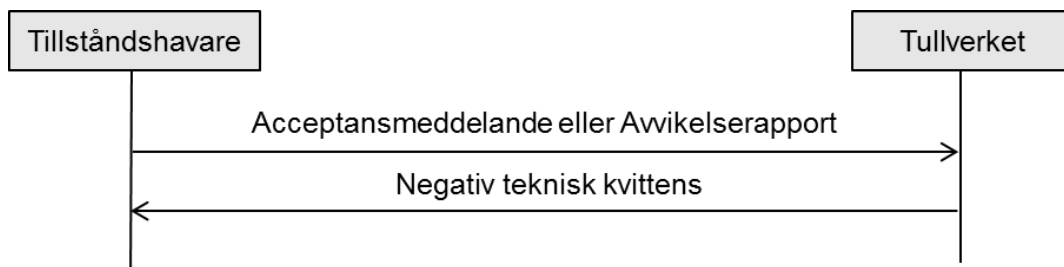 Tillståndshavare
Tullverket
Acceptansmeddelande eller Avvikelserapport
Negativ teknisk kvittens